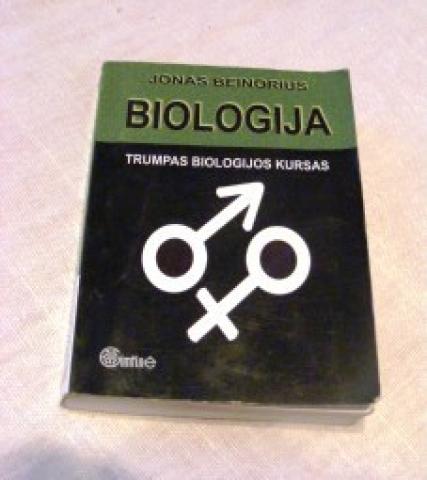 JONAS BEINORIUS
BIOLOGIJA
TRUMPAS BIOLOGIJOS KURSAS